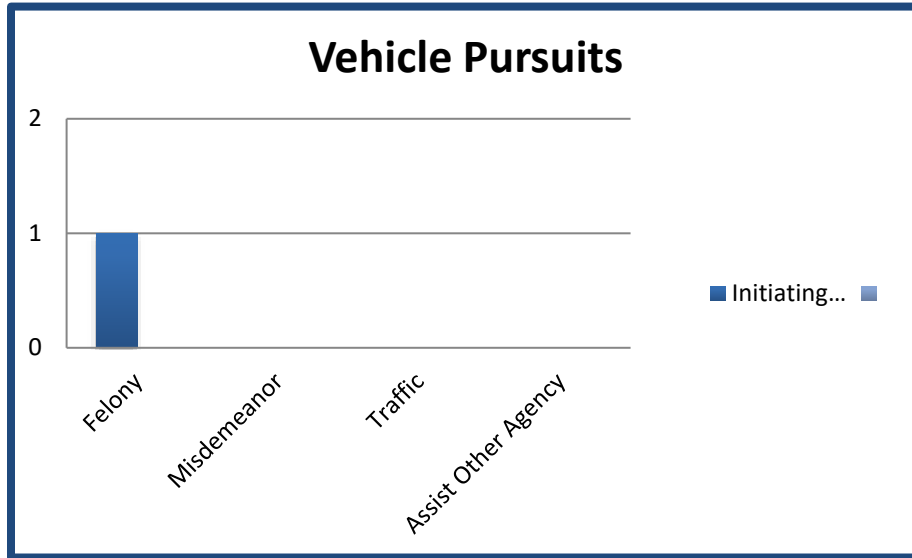 Vehicle Pursuits
2
1
0
Initiating…
Felony
Misdemeanor
Traffic
Assist Other Agency